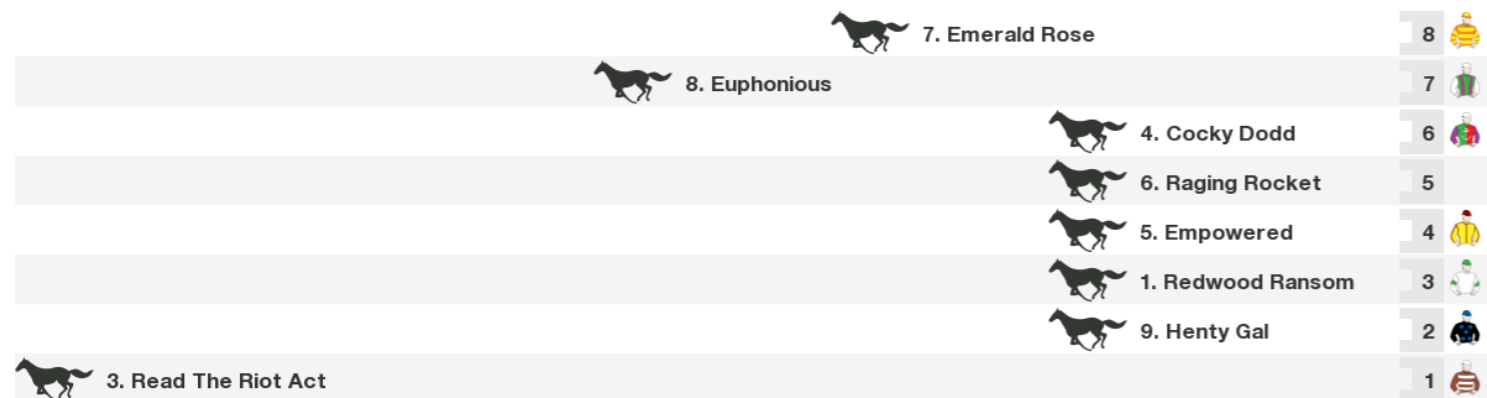 7. Emerald Rose 8
8. Euphonious 7
4. Cocky Dodd 6
6. Raging Rocket 5
5. Empowered 4
1. Redwood Ransom 3
9. Henty Gal 2
3. Read The Riot Act 1